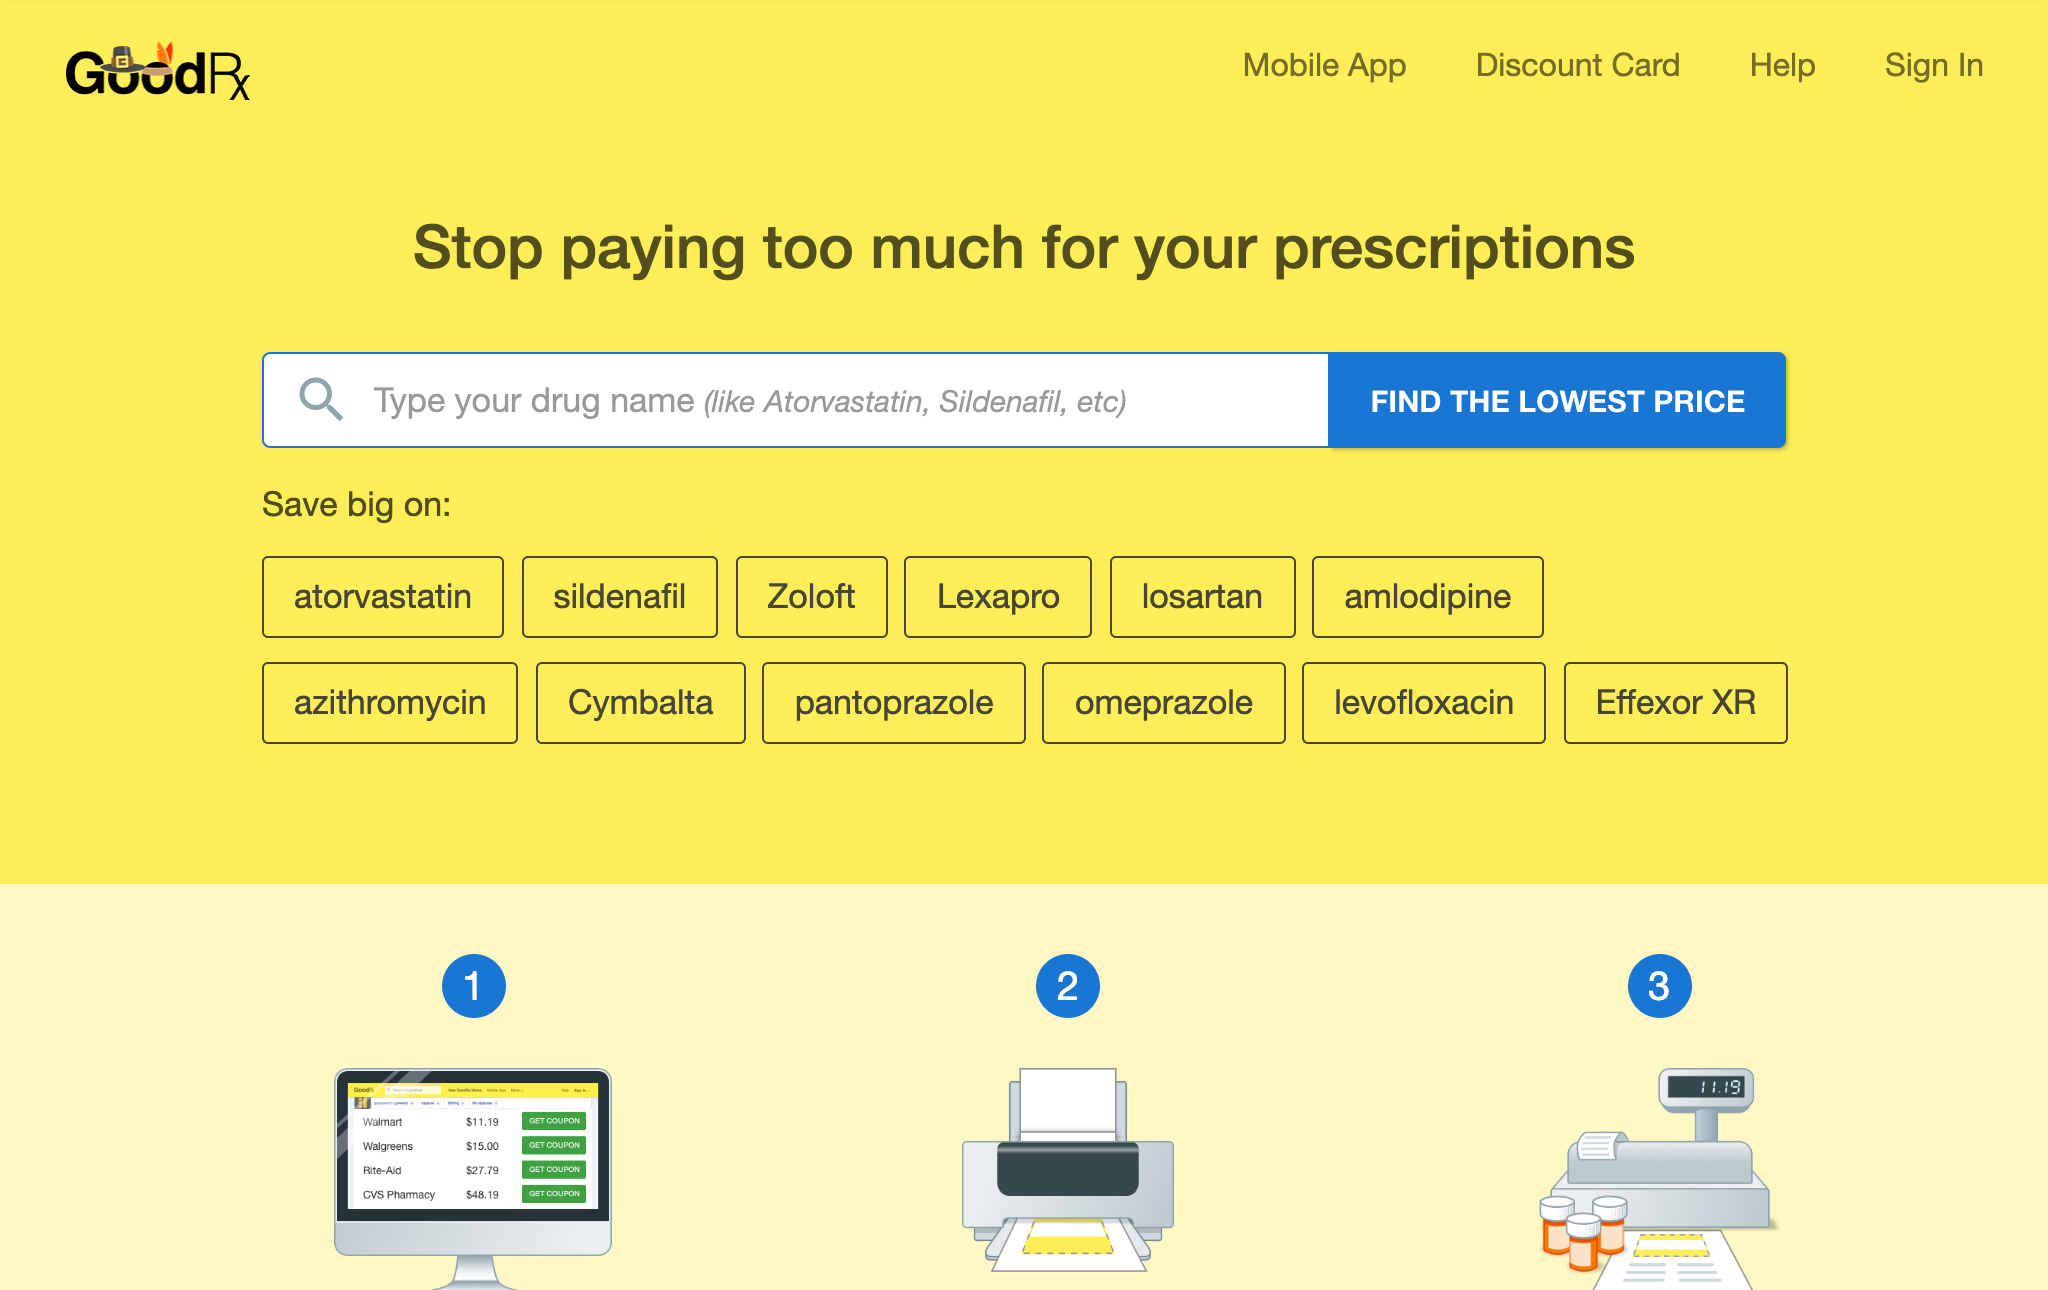 GoodRx
Mobile App
Discount Card
Help
Sign In
Stop paying too much for your prescriptions
Type your drug name (like Atorvastatin, Sildenafil, etc)
FIND THE LOWEST PRICE
Save big on:
atorvastatin
sildenafil
Zoloft
Lexapro
losartan
amlodipine
azithromycin
Cymbalta
pantoprazole
omeprazole
levofloxacin
Effexor XR
1
2
3
GoodRx
Walmart $11.19 GET COUPON
Walgreens $15.00 GET COUPON
Rite-Aid $27.79 GET COUPON
CVS Pharmacy $48.19 GET COUPON
11.19